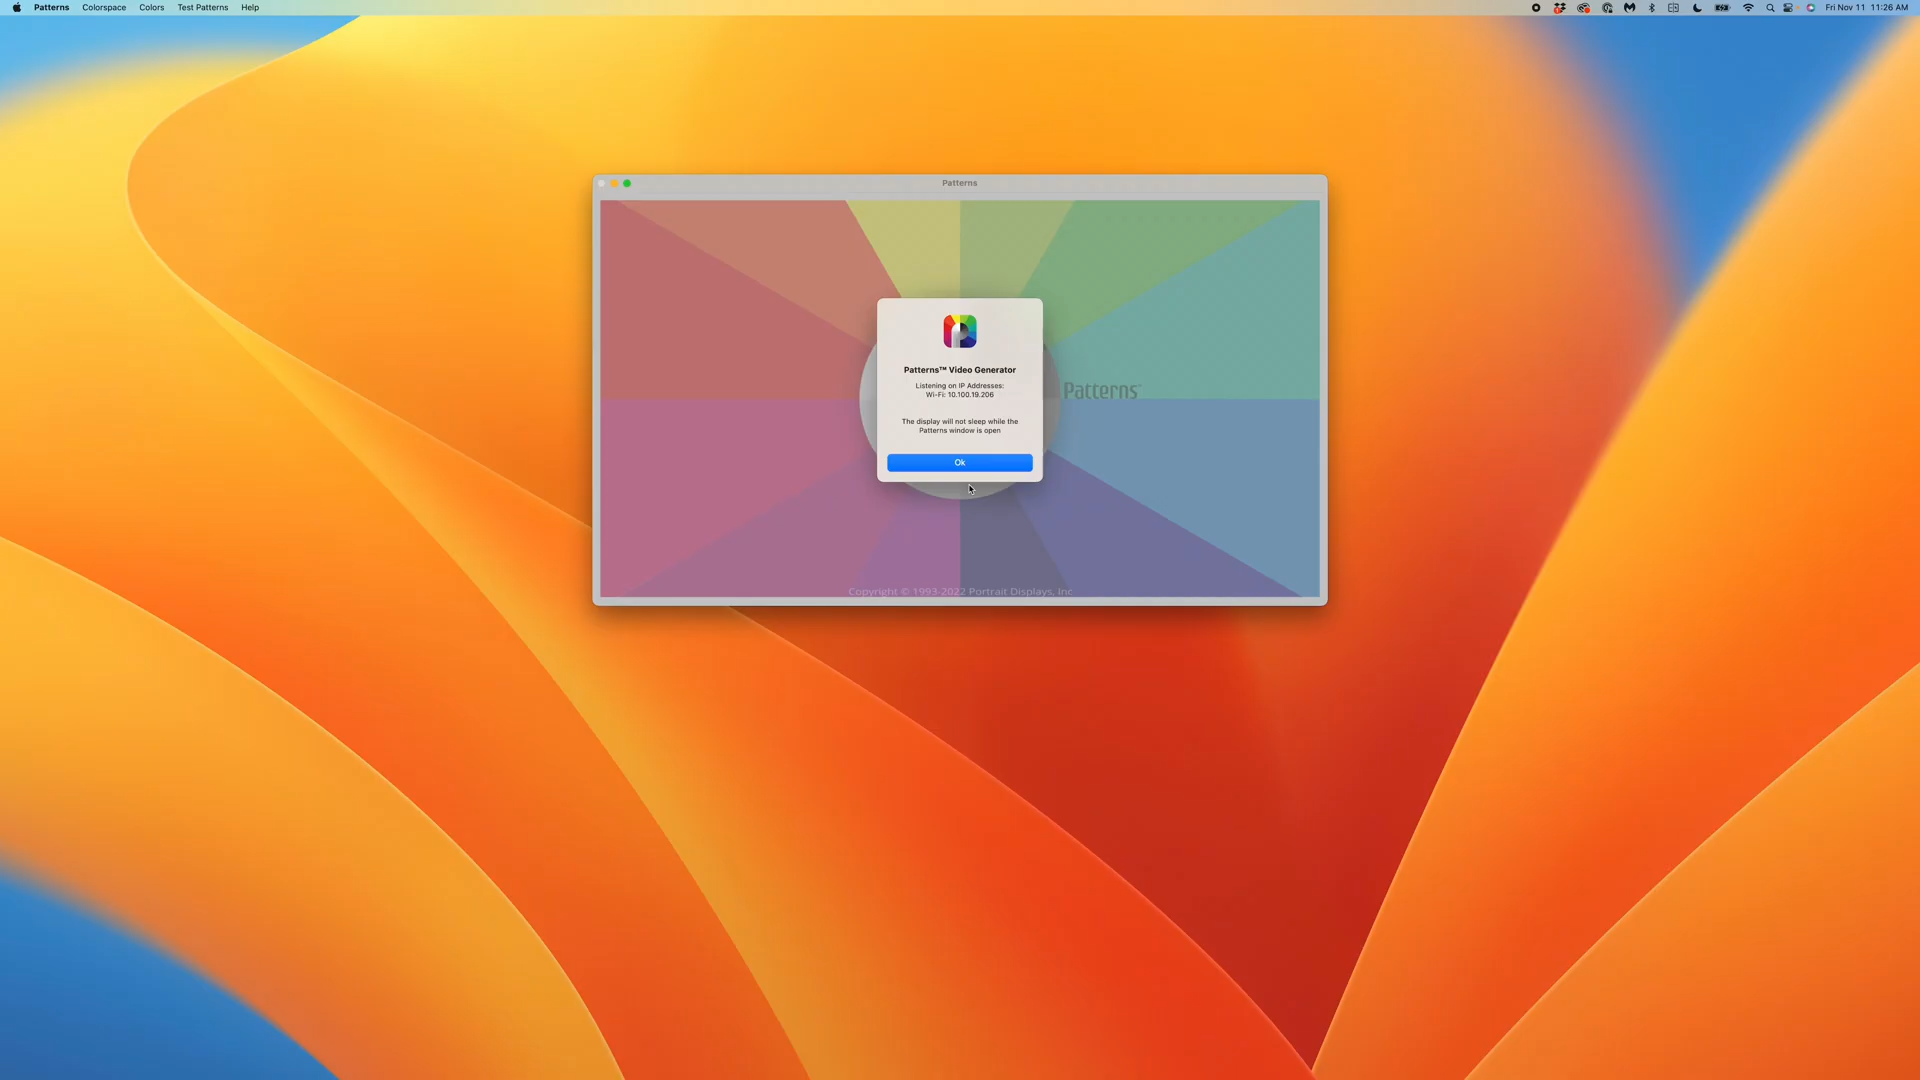 Patterns Colorspace Colors Test Patterns Help Fri Nov 11 11:26 AM
Patterns
Patterns™ Video Generator
Listening on IP Addresses:
Wi-Fi: 10.100.19.206
Patterns
The display will not sleep while the
Patterns window is open
Ok
Copyright © 1993-2022 Portrait Displays, Inc